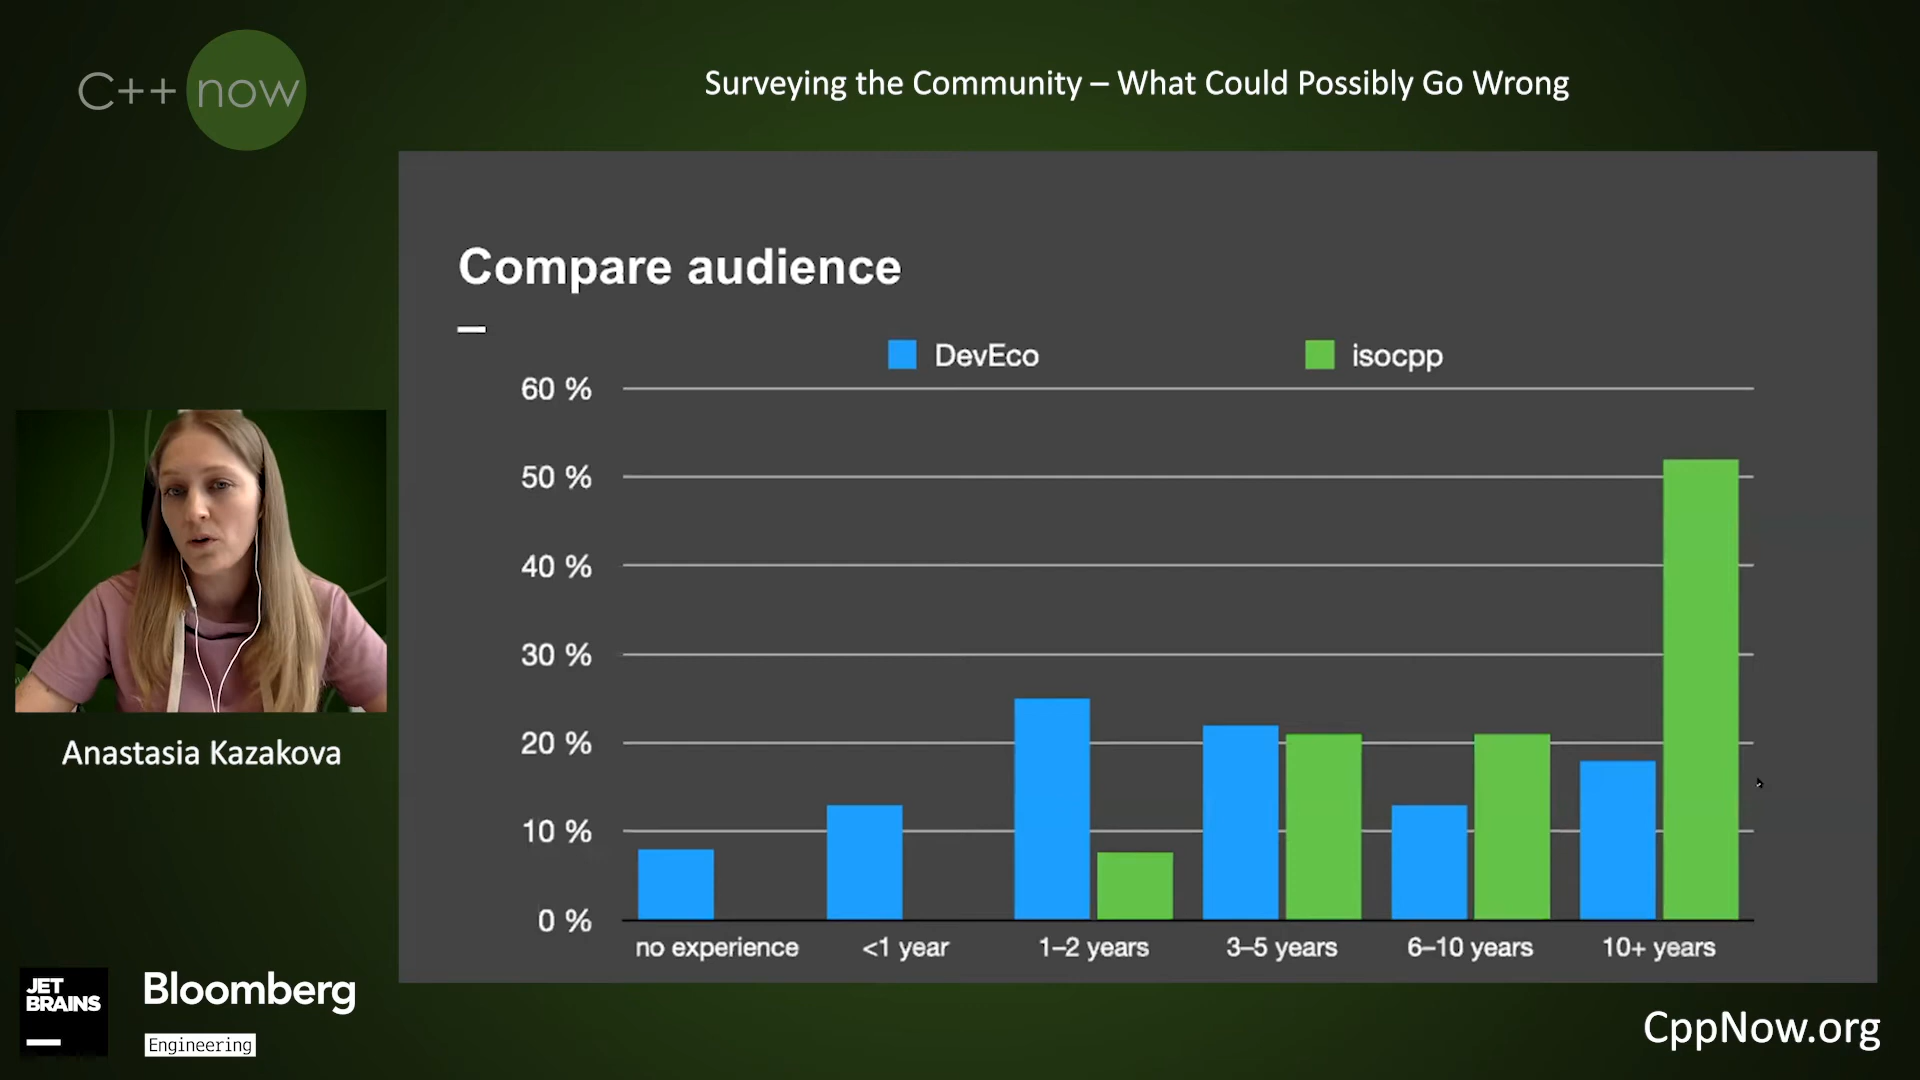 C++ now
Surveying the Community – What Could Possibly Go Wrong
Compare audience
DevEco
isocpp
60 %
50 %
40 %
30 %
20 %
10 %
0 %
no experience
<1 year
1–2 years
3–5 years
6–10 years
10+ years
Anastasia Kazakova
JET
BRAINS
Bloomberg
Engineering
CppNow.org